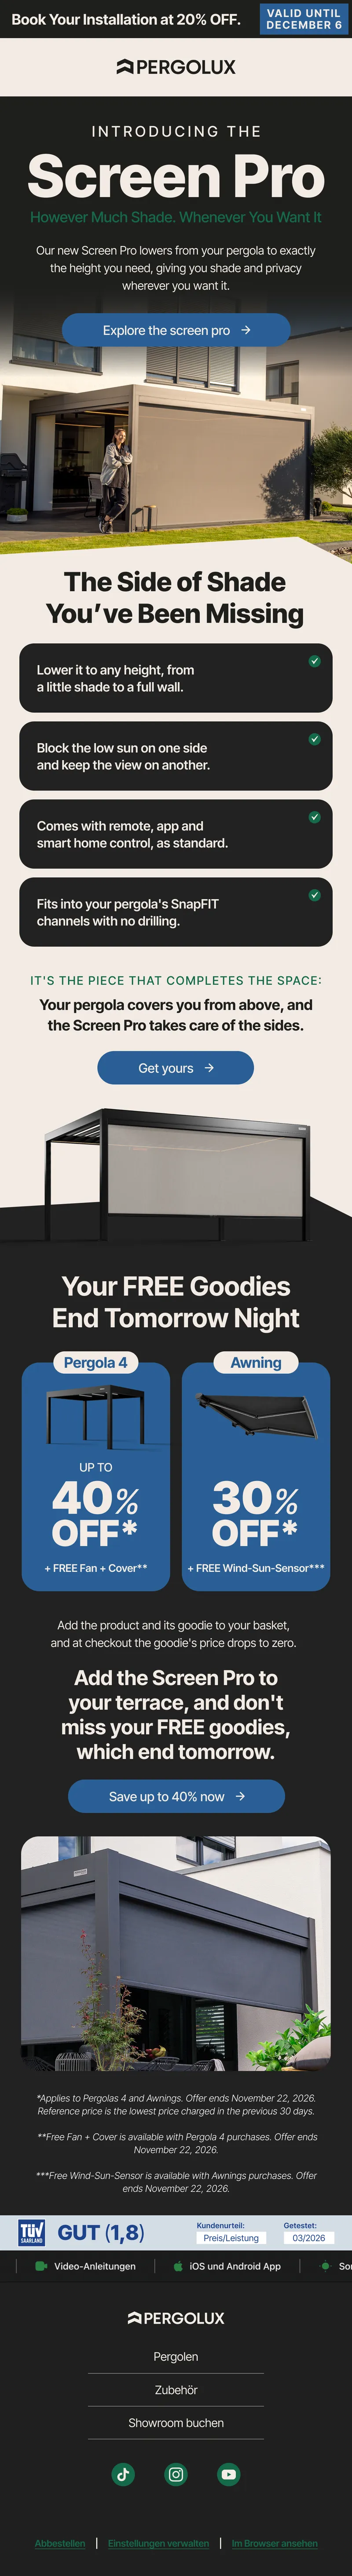 Book Your Installation at 20% OFF.
VALID UNTIL
DECEMBER 6
PERGOLUX
INTRODUCING THE
Screen Pro
However Much Shade. Whenever You Want It
Our new Screen Pro lowers from your pergola to exactly
the height you need, giving you shade and privacy
wherever you want it.
Explore the screen pro →
The Side of Shade
You've Been Missing
Lower it to any height, from
a little shade to a full wall.
Block the low sun on one side
and keep the view on another.
Comes with remote, app and
smart home control, as standard.
Fits into your pergola's SnapFIT
channels with no drilling.
IT'S THE PIECE THAT COMPLETES THE SPACE:
Your pergola covers you from above, and
the Screen Pro takes care of the sides.
Get yours →
Your FREE Goodies
End Tomorrow Night
Pergola 4
UP TO
40%
OFF*
+ FREE Fan + Cover**
Awning
30%
OFF*
+ FREE Wind-Sun-Sensor***
Add the product and its goodie to your basket,
and at checkout the goodie's price drops to zero.
Add the Screen Pro to
your terrace, and don't
miss your FREE goodies,
which end tomorrow.
Save up to 40% now →
*Applies to Pergolas 4 and Awnings. Offer ends November 22, 2026.
Reference price is the lowest price charged in the previous 30 days.
**Free Fan + Cover is available with Pergola 4 purchases. Offer ends
November 22, 2026.
***Free Wind-Sun-Sensor is available with Awnings purchases. Offer
ends November 22, 2026.
TÜV
SAARLAND
GUT (1,8)
Kundenurteil:
Preis/Leistung
Getestet:
03/2026
Video-Anleitungen
iOS und Android App
So
PERGOLUX
Pergolen
Zubehör
Showroom buchen
Abbestellen | Einstellungen verwalten | Im Browser ansehen